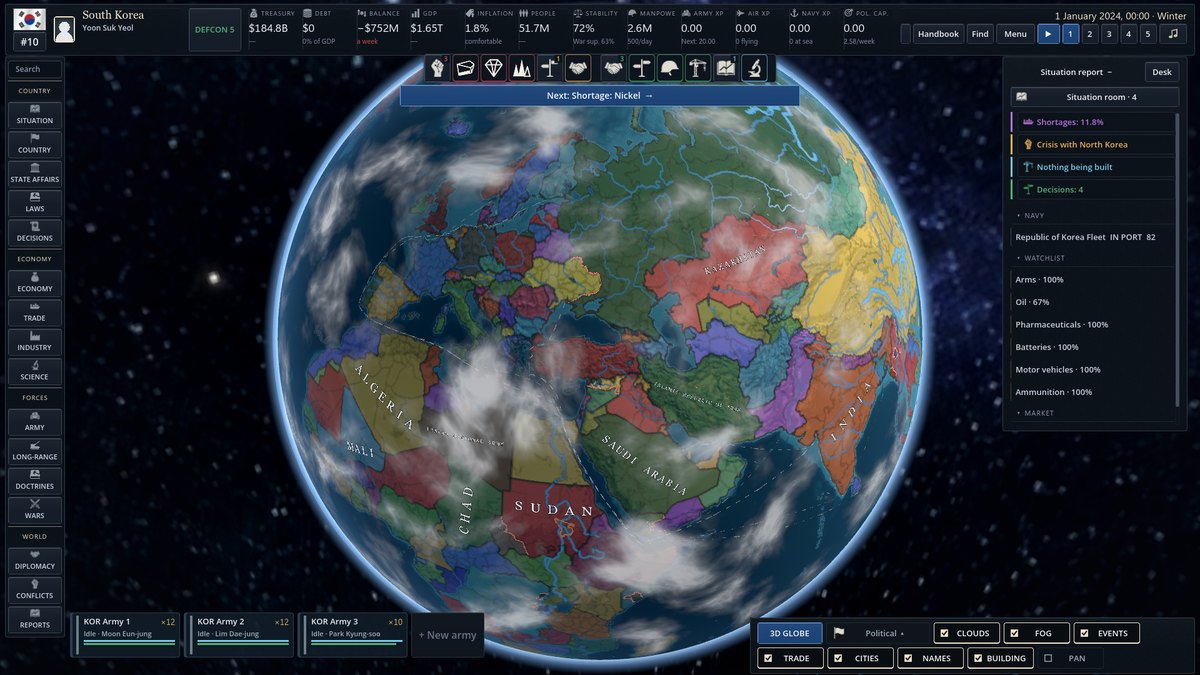 South Korea
Yoon Suk Yeol
#10
DEFCON 5
TREASURY
$184.8B
DEBT
$0
0% of GDP
BALANCE
−$752M
a week
GDP
$1.65T
INFLATION
1.8%
comfortable
PEOPLE
51.7M
STABILITY
72%
War sup. 63%
MANPOWE
2.6M
500/day
ARMY XP
0.00
Next: 20.00
AIR XP
0.00
0 flying
NAVY XP
0.00
0 at sea
POL. CAP.
0.00
2.58/week
1 January 2024, 00:00 · Winter
Handbook
Find
Menu
1
2
3
4
5
Next: Shortage: Nickel →
Search
COUNTRY
SITUATION
COUNTRY
STATE AFFAIRS
LAWS
DECISIONS
ECONOMY
ECONOMY
TRADE
INDUSTRY
SCIENCE
FORCES
ARMY
LONG-RANGE
DOCTRINES
WARS
WORLD
DIPLOMACY
CONFLICTS
REPORTS
Situation report −
Desk
Situation room · 4
Shortages: 11.8%
Crisis with North Korea
Nothing being built
Decisions: 4
NAVY
Republic of Korea Fleet IN PORT 82
WATCHLIST
Arms · 100%
Oil · 67%
Pharmaceuticals · 100%
Batteries · 100%
Motor vehicles · 100%
Ammunition · 100%
MARKET
KAZAKHSTAN
ALGERIA
MALI
CHAD
SUDAN
SAUDI ARABIA
INDIA
KOR Army 1 ×12
Idle · Moon Eun-jung
KOR Army 2 ×12
Idle · Lim Dae-jung
KOR Army 3 ×10
Idle · Park Kyung-soo
+ New army
3D GLOBE
Political
CLOUDS
FOG
EVENTS
TRADE
CITIES
NAMES
BUILDING
PAN